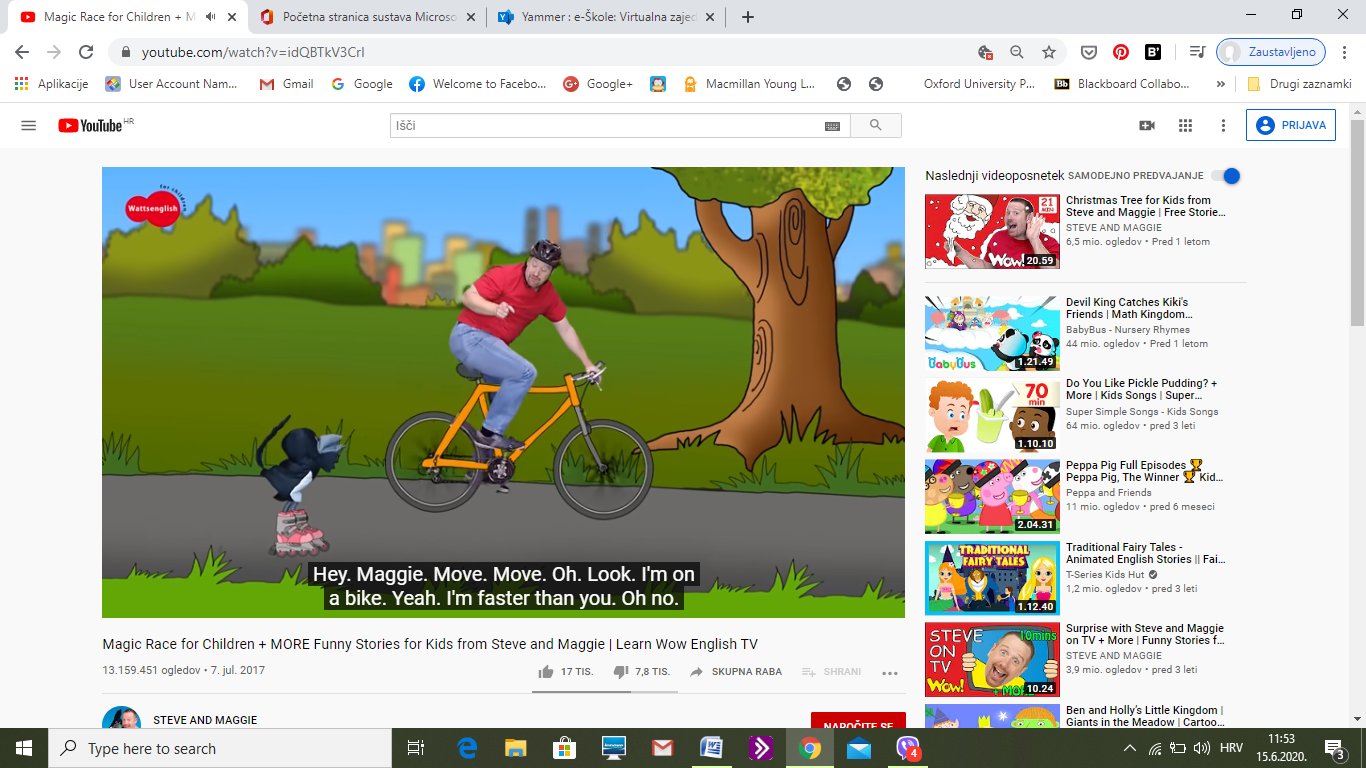 Magic Race for Children + M
Početna stranica sustava Microso
Yammer : e-Škole: Virtualna zajed
youtube.com/watch?v=idQBTkV3CrI
Zaustavljeno
Aplikacije
User Account Nam...
Gmail
Google
Welcome to Facebo...
Google+
Macmillan Young L...
Oxford University P...
Bb
Blackboard Collabo...
»
Drugi zaznamki
YouTube HR
Išči
PRIJAVA
Wattsenglish
for children
Hey. Maggie. Move. Move. Oh. Look. I'm on
a bike. Yeah. I'm faster than you. Oh no.
Magic Race for Children + MORE Funny Stories for Kids from Steve and Maggie | Learn Wow English TV
13.159.451 ogledov • 7. jul. 2017
17 TIS.
7,8 TIS.
SKUPNA RABA
SHRANI
STEVE AND MAGGIE
NAROČITE SE
Naslednji videoposnetek
SAMODEJNO PREDVAJANJE
21
MIN
WOW!
20.59
Christmas Tree for Kids from
Steve and Maggie | Free Storie...
STEVE AND MAGGIE
6,5 mio. ogledov • Pred 1 letom
BabyBus
1.21.49
Devil King Catches Kiki's
Friends | Math Kingdom...
BabyBus - Nursery Rhymes
44 mio. ogledov • Pred 1 letom
70
min
1.10.10
Do You Like Pickle Pudding? +
More | Kids Songs | Super...
Super Simple Songs - Kids Songs
64 mio. ogledov • pred 3 leti
2.04.31
Peppa Pig Full Episodes
Peppa Pig, The Winner Kid...
Peppa and Friends
11 mio. ogledov • pred 6 meseci
TRADITIONAL
FAIRY TALES
1.12.40
Traditional Fairy Tales -
Animated English Stories || Fai...
T-Series Kids Hut
1,2 mio. ogledov • pred 3 leti
STEVE
ON
TV
WOW!
10mins
+ MORE
10.24
Surprise with Steve and Maggie
on TV + More | Funny Stories f...
STEVE AND MAGGIE
3,9 mio. ogledov • pred 3 leti
Ben and Holly's Little Kingdom |
Giants in the Meadow | Cartoo...
Type here to search
4
HRV
11:53
15.6.2020.
3